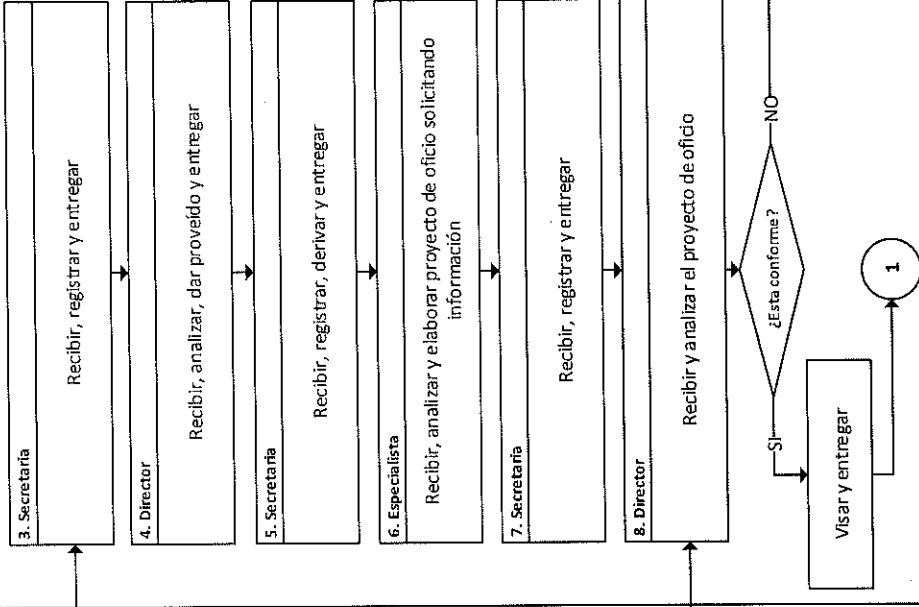 3. Secretaria
Recibir, registrar y entregar
4. Director
Recibir, analizar, dar proveído y entregar
5. Secretaria
Recibir, registrar, derivar y entregar
6. Especialista
Recibir, analizar y elaborar proyecto de oficio solicitando
información
7. Secretaria
Recibir, registrar y entregar
8. Director
Recibir y analizar el proyecto de oficio
¿Esta conforme?
SI
NO
Visar y entregar
1